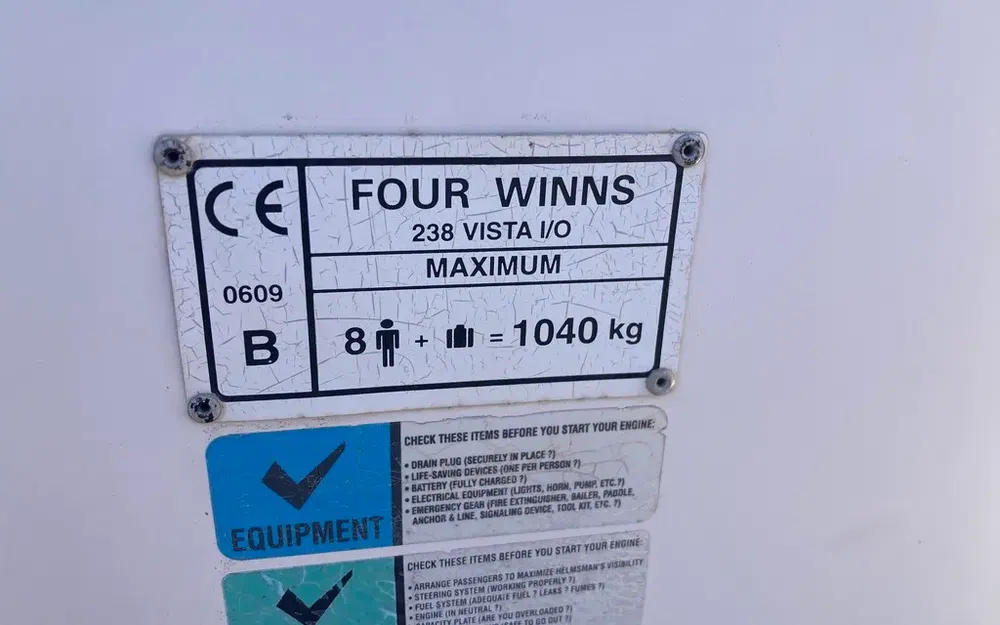 CE
0609
B
FOUR WINNS
238 VISTA I/O
MAXIMUM
8 + = 1040 kg
EQUIPMENT
CHECK THESE ITEMS BEFORE YOU START YOUR ENGINE:
• DRAIN PLUG (SECURELY IN PLACE ?)
• LIFE-SAVING DEVICES (ONE PER PERSON ?)
• BATTERY (FULLY CHARGED ?)
• ELECTRICAL EQUIPMENT (LIGHTS, HORN, PUMP, ETC.?)
• EMERGENCY GEAR (FIRE EXTINGUISHER, BAILER, PADDLE,
ANCHOR & LINE, SIGNALING DEVICE, TOOL KIT, ETC. ?)
CHECK THESE ITEMS BEFORE YOU START YOUR ENGINE:
• ARRANGE PASSENGERS TO MAXIMIZE HELMSMAN'S VISIBILITY
• STEERING SYSTEM (WORKING PROPERLY ?)
• FUEL SYSTEM (ADEQUATE FUEL ? LEAKS ? FUMES ?)
• ENGINE (IN NEUTRAL ?)
CAPACITY PLATE (ARE YOU OVERLOADED ?)
(SAFE TO GO OUT ?)